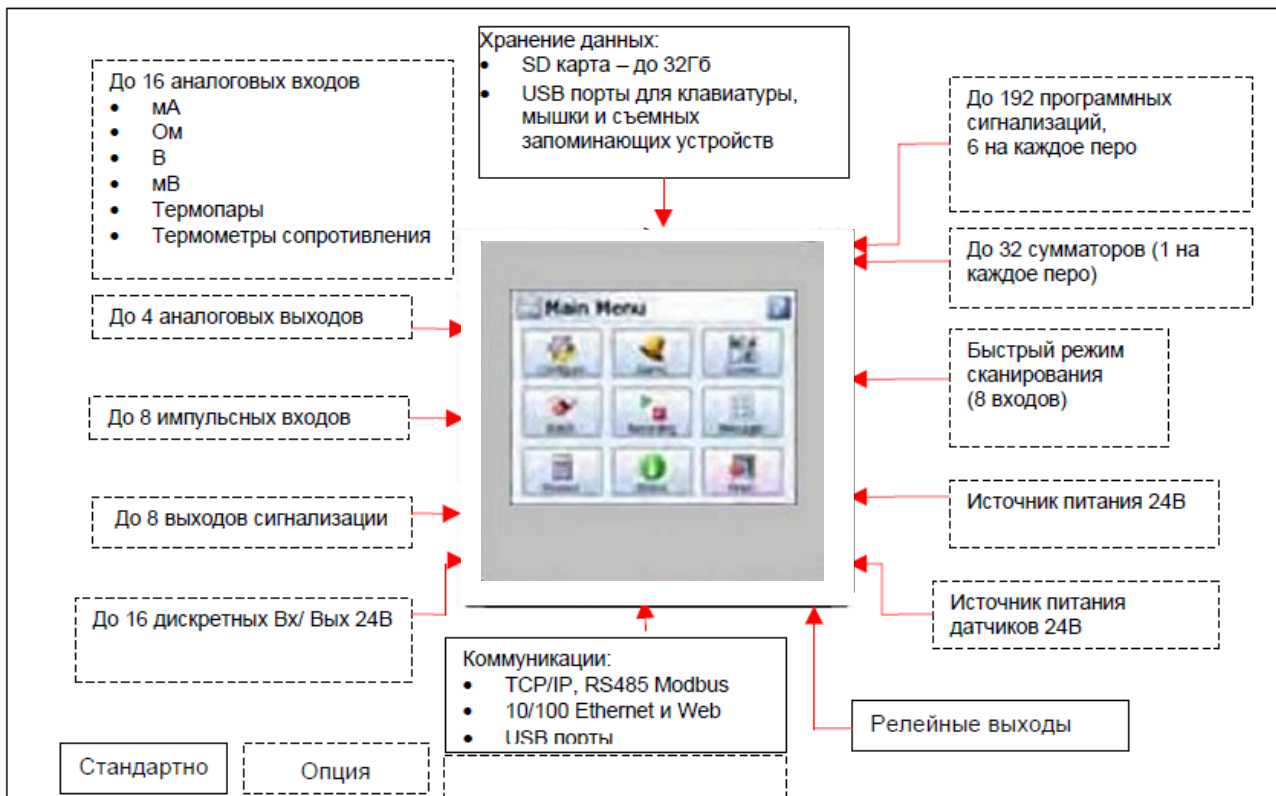 Хранение данных:
• SD карта – до 32Гб
• USB порты для клавиатуры,
мышки и съемных
запоминающих устройств
До 16 аналоговых входов
• мА
• Ом
• В
• мВ
• Термопары
• Термометры сопротивления
До 192 программных
сигнализаций,
6 на каждое перо
До 32 сумматоров (1 на
каждое перо)
До 4 аналоговых выходов
Main Menu
Быстрый режим
сканирования
(8 входов)
До 8 импульсных входов
До 8 выходов сигнализации
Источник питания 24В
До 16 дискретных Вх/ Вых 24В
Источник питания
датчиков 24В
Коммуникации:
• TCP/IP, RS485 Modbus
• 10/100 Ethernet и Web
• USB порты
Релейные выходы
Стандартно
Опция